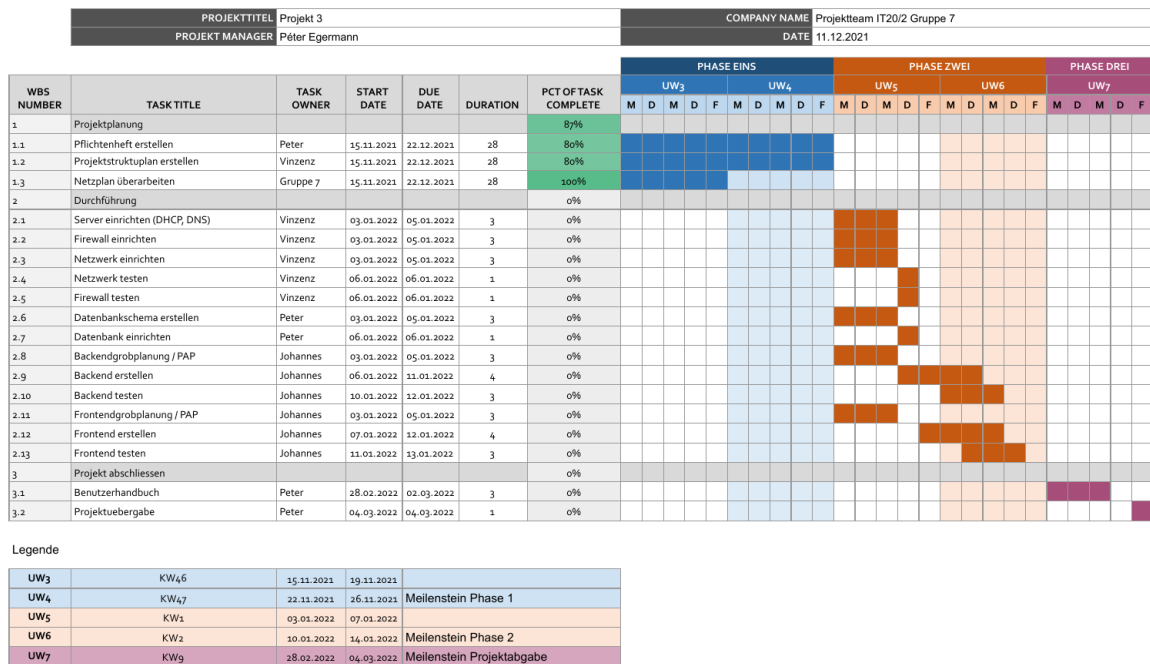 PROJEKTTITEL Projekt 3 COMPANY NAME Projektteam IT20/2 Gruppe 7
PROJEKT MANAGER Péter Egermann DATE 11.12.2021
PHASE EINS PHASE ZWEI PHASE DREI
WBS NUMBER TASK TITLE TASK OWNER START DATE DUE DATE DURATION PCT OF TASK COMPLETE UW3 UW4 UW5 UW6 UW7
M D M D F M D M D F M D M D F M D M D F M D M D F
1 Projektplanung 87%
1.1 Pflichtenheft erstellen Peter 15.11.2021 22.12.2021 28 80%
1.2 Projektstruktuplan erstellen Vinzenz 15.11.2021 22.12.2021 28 80%
1.3 Netzplan überarbeiten Gruppe 7 15.11.2021 22.12.2021 28 100%
2 Durchführung 0%
2.1 Server einrichten (DHCP, DNS) Vinzenz 03.01.2022 05.01.2022 3 0%
2.2 Firewall einrichten Vinzenz 03.01.2022 05.01.2022 3 0%
2.3 Netzwerk einrichten Vinzenz 03.01.2022 05.01.2022 3 0%
2.4 Netzwerk testen Vinzenz 06.01.2022 06.01.2022 1 0%
2.5 Firewall testen Vinzenz 06.01.2022 06.01.2022 1 0%
2.6 Datenbankschema erstellen Peter 03.01.2022 05.01.2022 3 0%
2.7 Datenbank einrichten Peter 06.01.2022 06.01.2022 1 0%
2.8 Backendgrobplanung / PAP Johannes 03.01.2022 05.01.2022 3 0%
2.9 Backend erstellen Johannes 06.01.2022 11.01.2022 4 0%
2.10 Backend testen Johannes 10.01.2022 12.01.2022 3 0%
2.11 Frontendgrobplanung / PAP Johannes 03.01.2022 05.01.2022 3 0%
2.12 Frontend erstellen Johannes 07.01.2022 12.01.2022 4 0%
2.13 Frontend testen Johannes 11.01.2022 13.01.2022 3 0%
3 Projekt abschliessen 0%
3.1 Benutzerhandbuch Peter 28.02.2022 02.03.2022 3 0%
3.2 Projektuebergabe Peter 04.03.2022 04.03.2022 1 0%
Legende
UW3 KW46 15.11.2021 19.11.2021
UW4 KW47 22.11.2021 26.11.2021 Meilenstein Phase 1
UW5 KW1 03.01.2022 07.01.2022
UW6 KW2 10.01.2022 14.01.2022 Meilenstein Phase 2
UW7 KW9 28.02.2022 04.03.2022 Meilenstein Projektabgabe